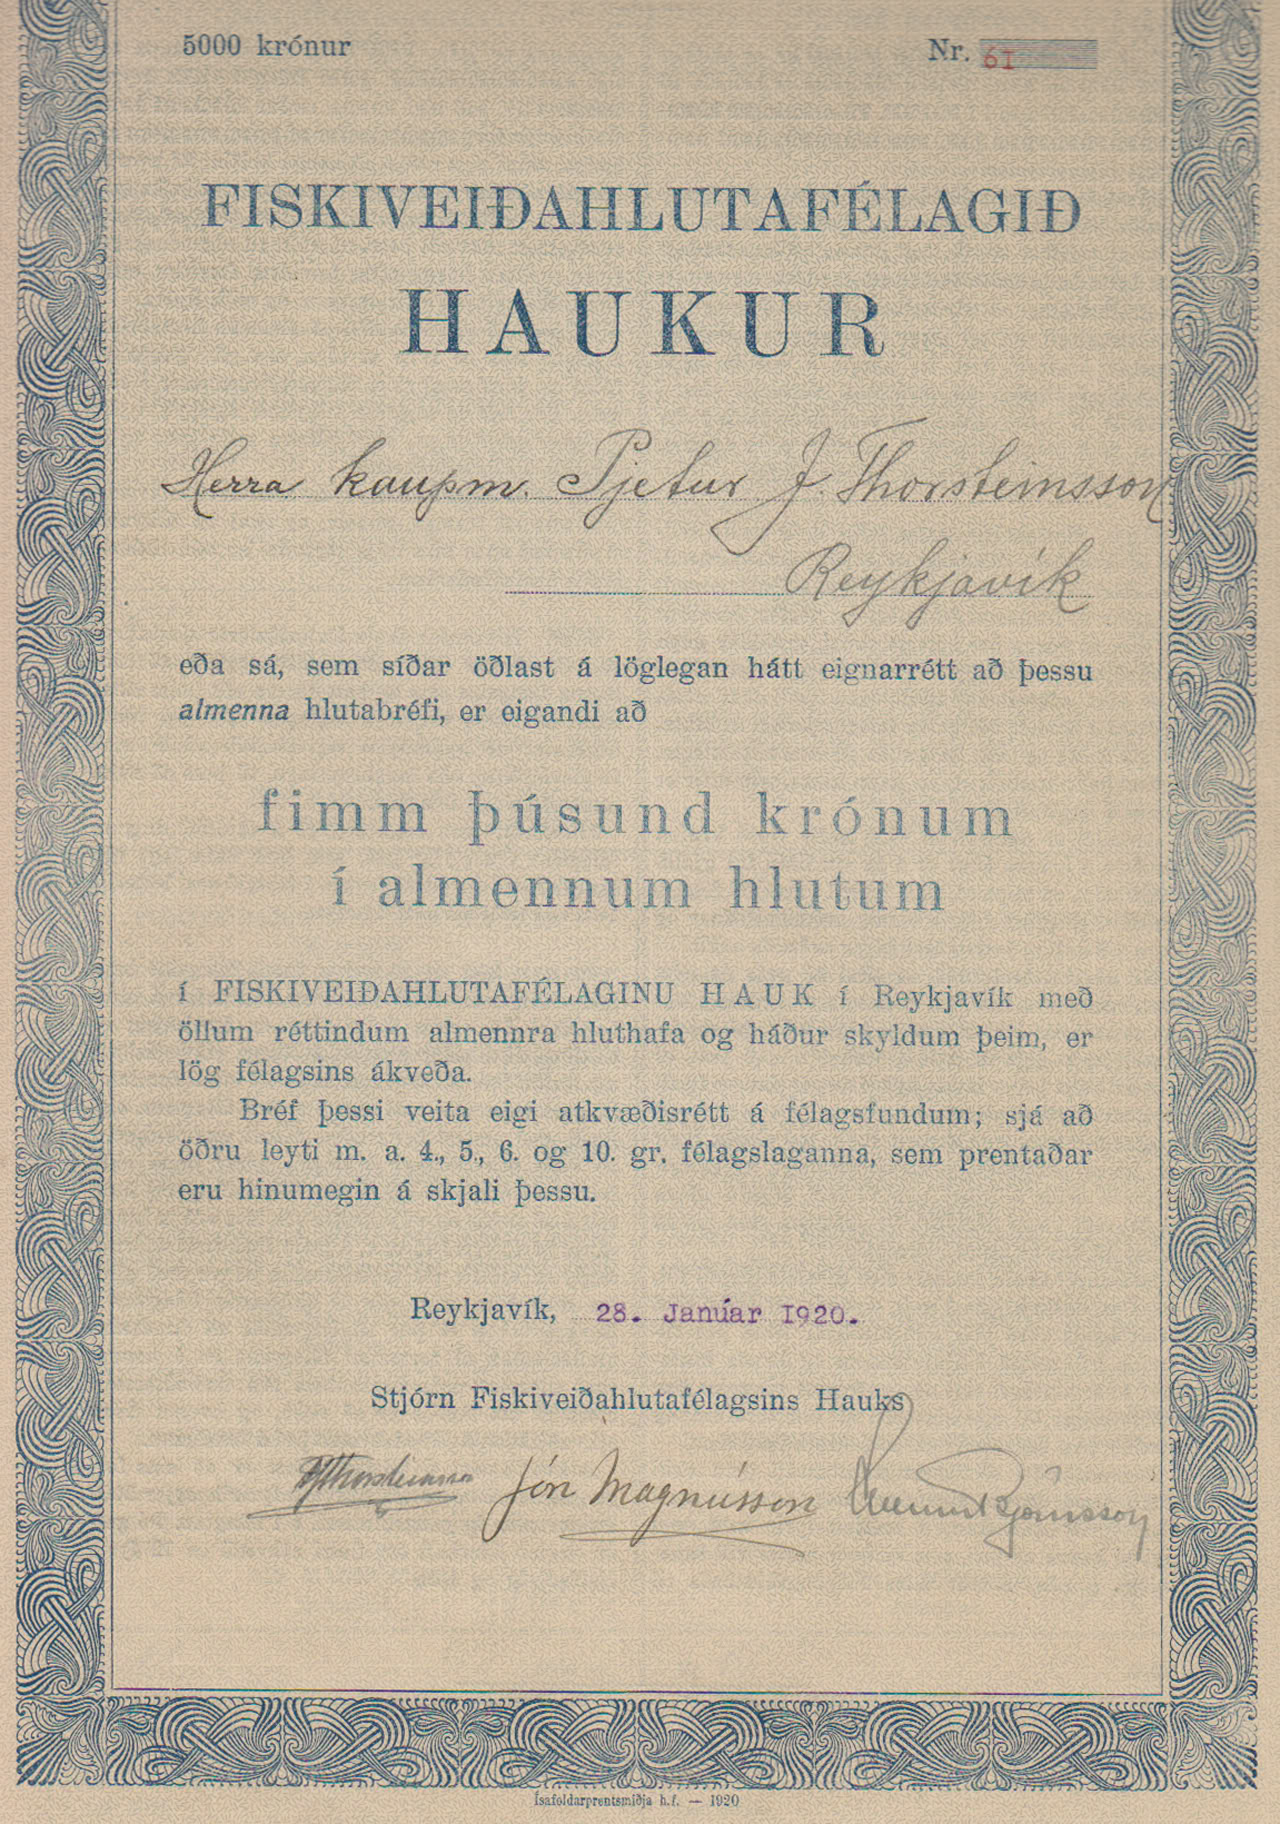 5000 krónur
Nr. 61
FISKIVEIÐAHLUTAFÉLAGIÐ
HAUKUR
Herra kaupm. Pjetur J. Thorsteinsson
Reykjavík
eða sá, sem síðar öðlast á löglegan hátt eignarrétt að þessu
almenna hlutabréfi, er eigandi að
fimm þúsund krónum
í almennum hlutum
í FISKIVEIÐAHLUTAFÉLAGINU HAUK í Reykjavík með
öllum réttindum almennra hluthafa og háður skyldum þeim, er
lög félagsins ákveða.
Bréf þessi veita eigi atkvæðisrétt á félagsfundum; sjá að
öðru leyti m. a. 4., 5., 6. og 10. gr. félagslaganna, sem prentaðar
eru hinumegin á skjali þessu.
Reykjavík, 28. Janúar 1920.
Stjórn Fiskiveiðahlutafélagsins Hauks
PJThorsteinsson Jón Magnússon Sveinn Björnsson
Ísafoldarprentsmiðja h.f. — 1920